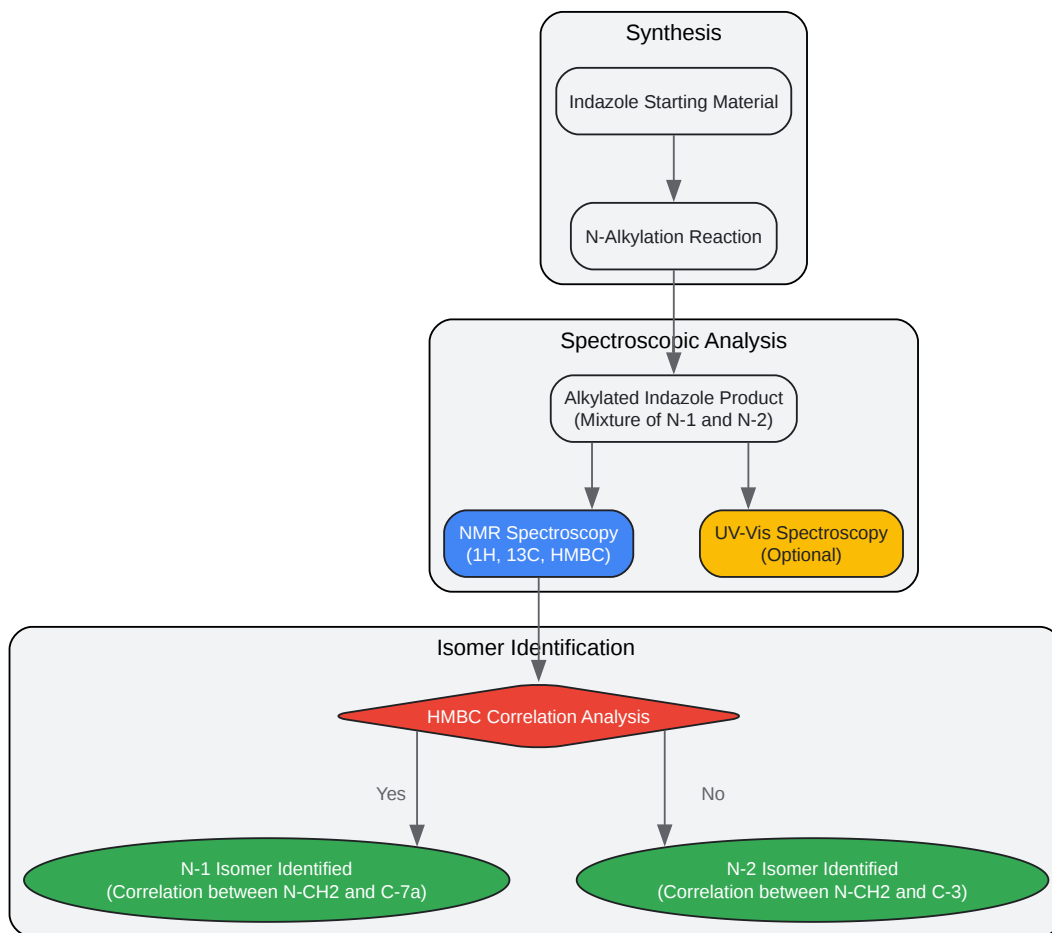 Synthesis
Indazole Starting Material
N-Alkylation Reaction
Spectroscopic Analysis
Alkylated Indazole Product
(Mixture of N-1 and N-2)
NMR Spectroscopy
(1H, 13C, HMBC)
UV-Vis Spectroscopy
(Optional)
Isomer Identification
HMBC Correlation Analysis
Yes
No
N-1 Isomer Identified
(Correlation between N-CH2 and C-7a)
N-2 Isomer Identified
(Correlation between N-CH2 and C-3)